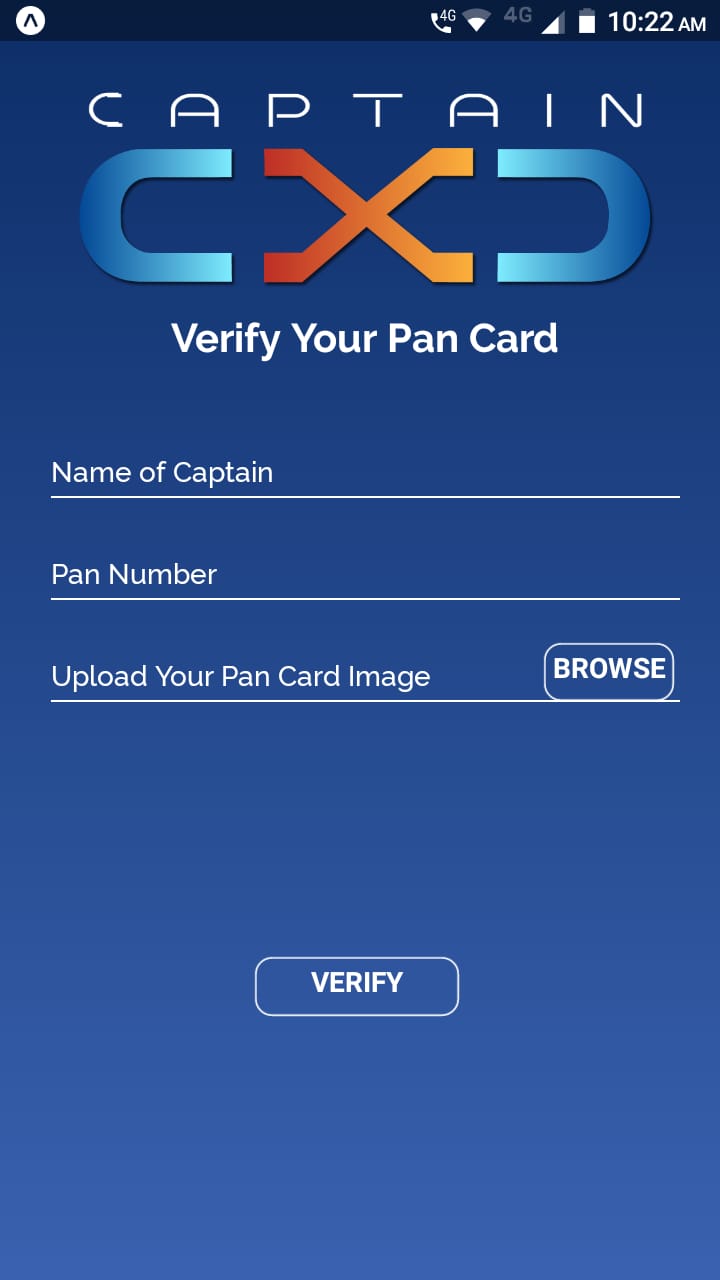 4G 4G 10:22 AM
CAPTAIN
CXD
Verify Your Pan Card
Name of Captain
Pan Number
Upload Your Pan Card Image BROWSE
VERIFY